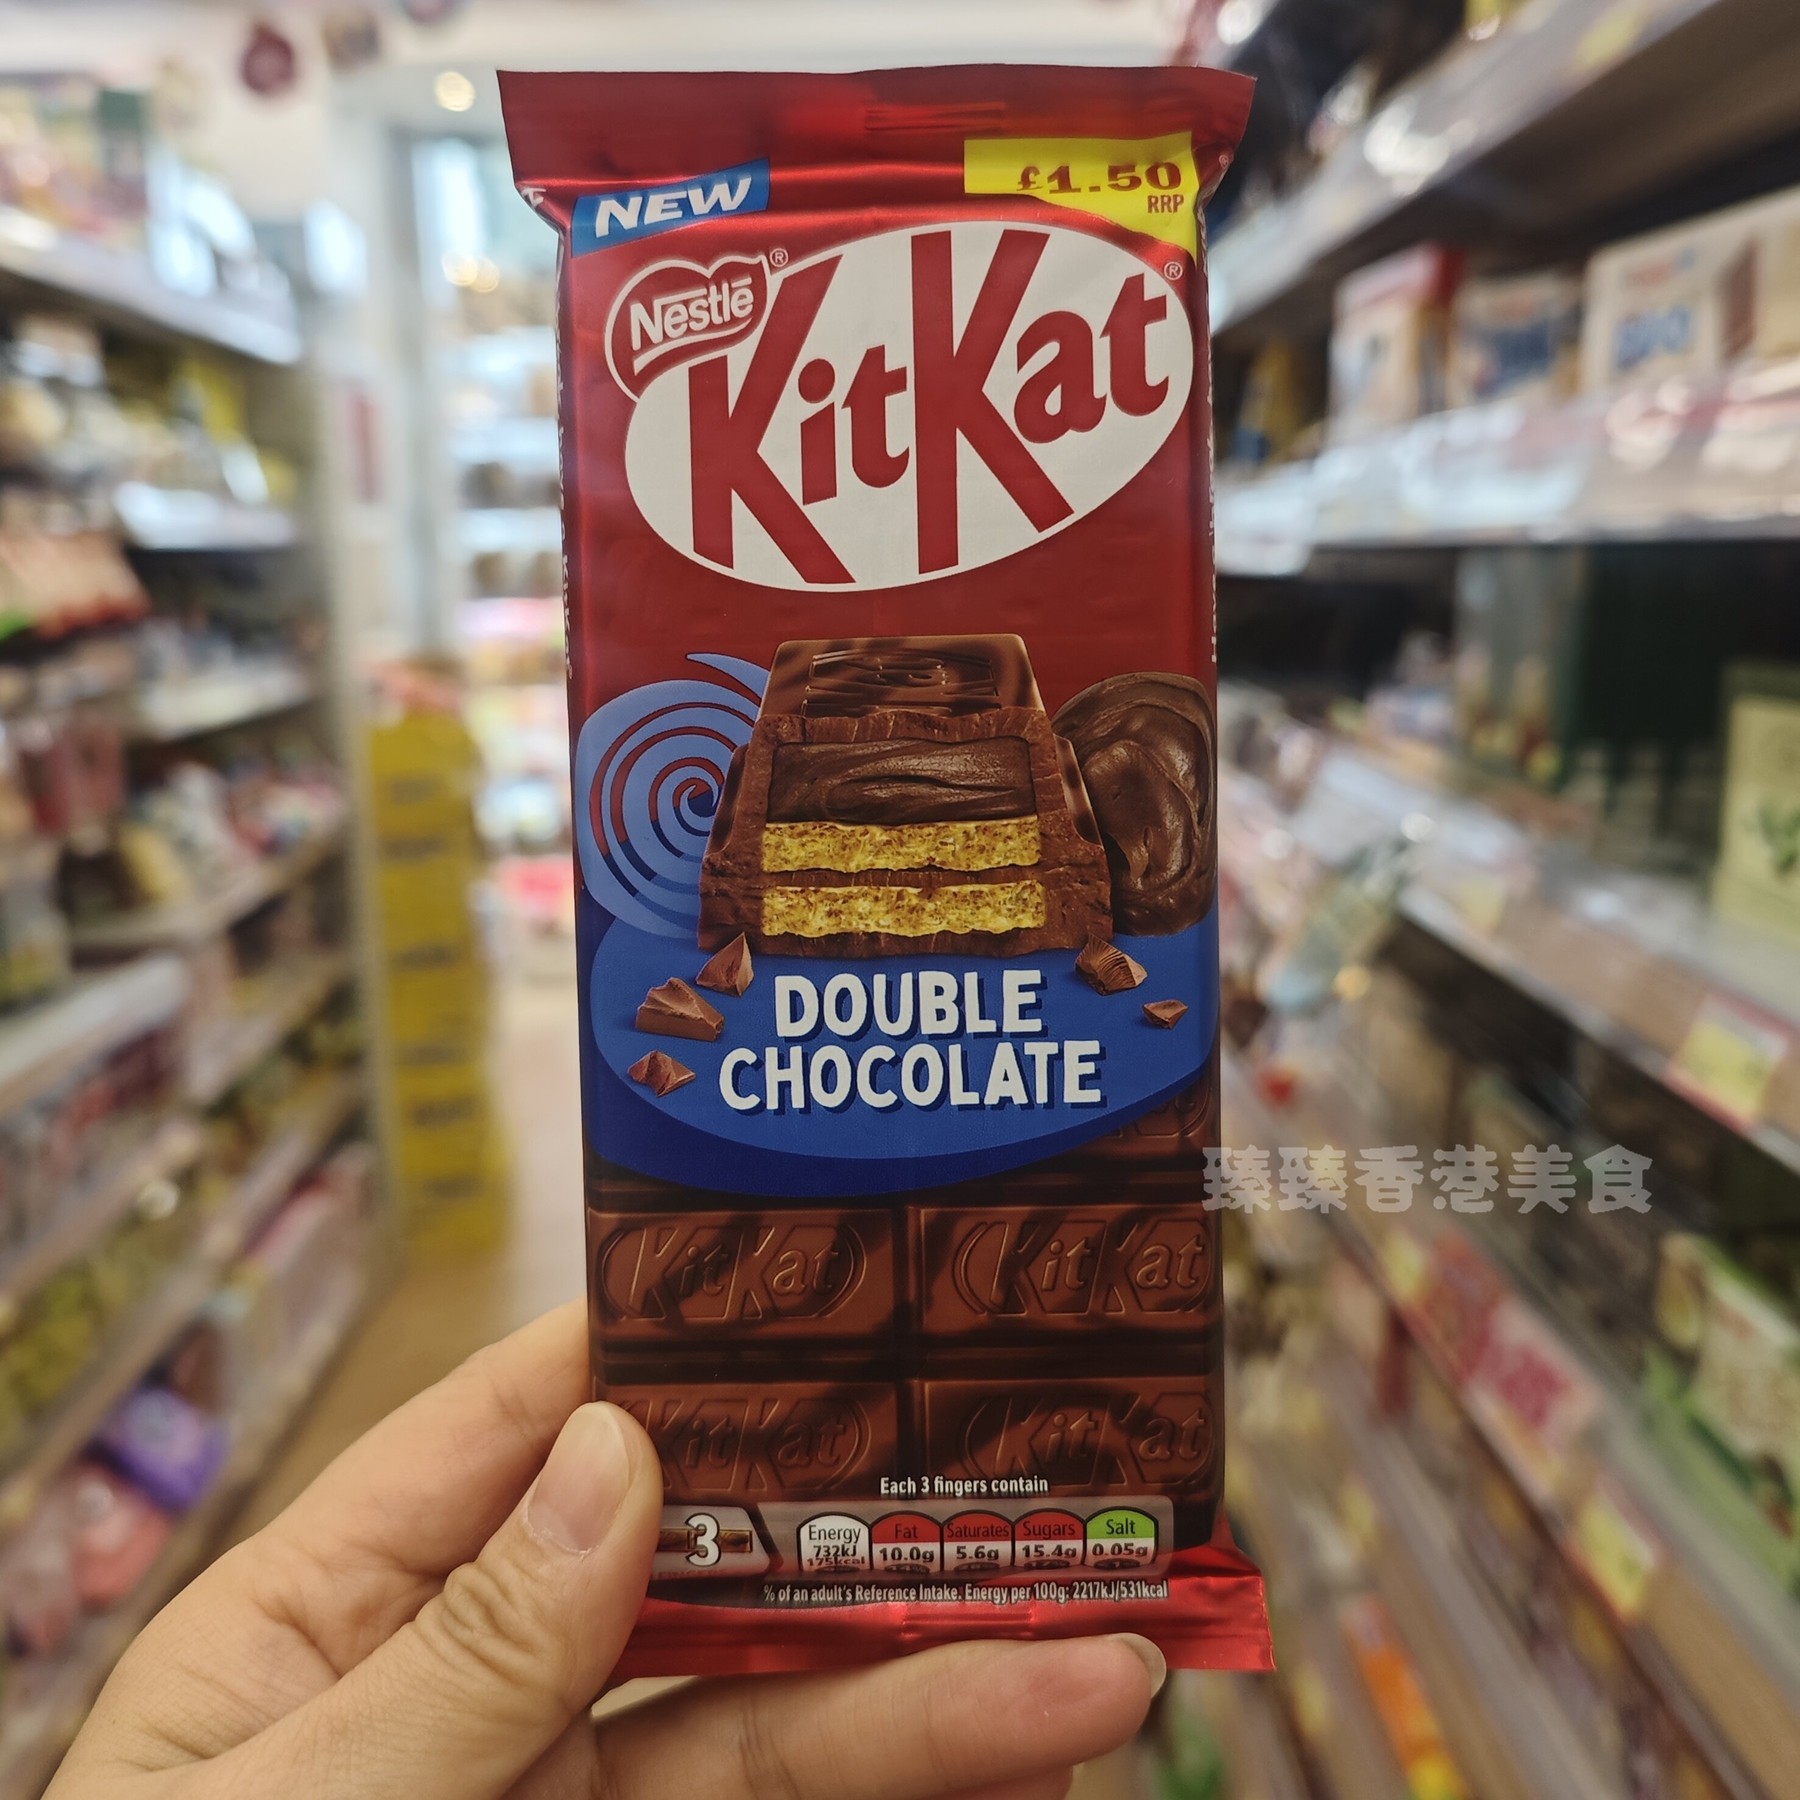 NEW
£1.50
RRP
Nestlé®
KitKat®
DOUBLE
CHOCOLATE
臻臻香港美食
KitKat KitKat
KitKat KitKat
Each 3 fingers contain
3
Energy Fat Saturates Sugars Salt
732kJ
175kcal 10.0g 5.6g 15.4g 0.05g
% of an adult's Reference Intake. Energy per 100g: 2217kJ/531kcal